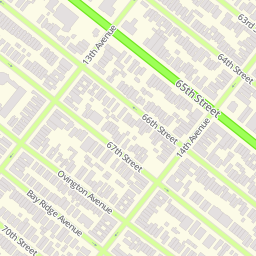 63rd S
64th Street
65th Street
13th Avenue
66th Street
14th Avenue
67th Street
Ovington Avenue
Bay Ridge Avenue
70th Street